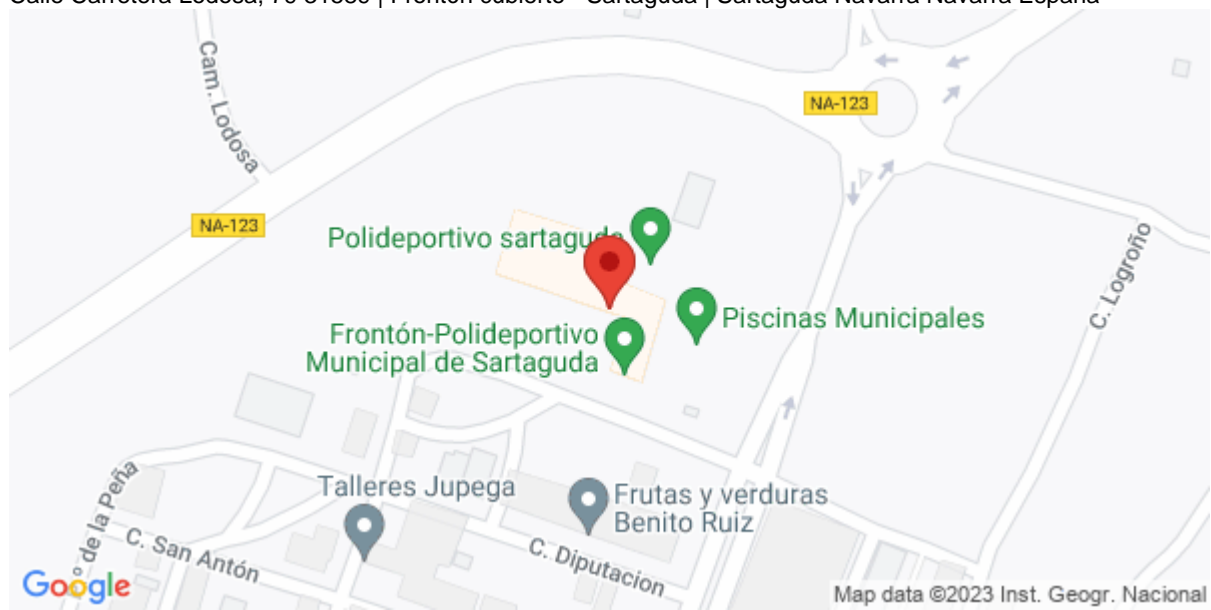 Cam. Lodosa
NA-123
NA-123
Polideportivo sartaguda
C. Logroño
Piscinas Municipales
Frontón-Polideportivo
Municipal de Sartaguda
Talleres Jupega
Frutas y verduras
Benito Ruiz
º de la Peña
C. San Antón
C. Diputacion
Google
Map data ©2023 Inst. Geogr. Nacional